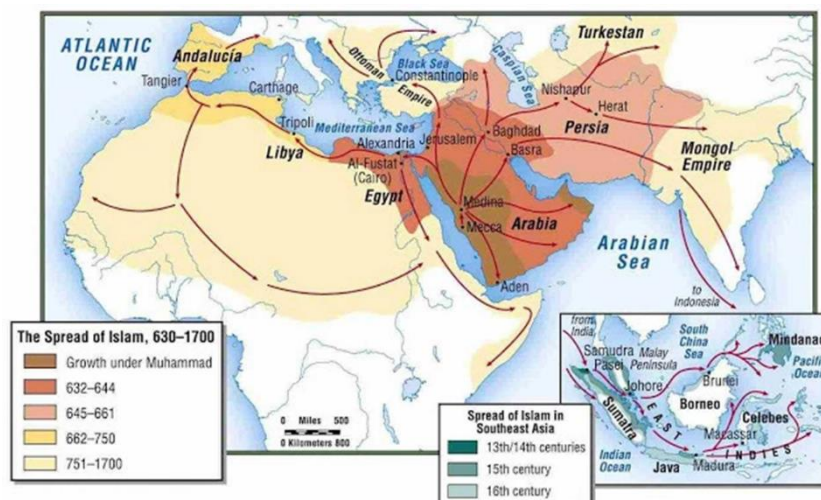 ATLANTIC
OCEAN
Andalucía
Tangier
Carthage
Tripoli
Libya
Mediterranean Sea
Ottoman
Empire
Black Sea
Constantinople
Caspian Sea
Turkestan
Nishapur
Herat
Persia
Alexandria
Jerusalem
Baghdad
Basra
Al-Fustat
(Cairo)
Egypt
Medina
Mecca
Arabia
Aden
Mongol
Empire
Arabian
Sea
to
Indonesia
The Spread of Islam, 630–1700
Growth under Muhammad
632–644
645–661
662–750
751–1700
0 Miles 500
0 Kilometers 800
Spread of Islam in
Southeast Asia
13th/14th centuries
15th century
16th century
from
India
Samudra
Pasei
Malay
Peninsula
South
China
Sea
Mindanao
Pacific
Ocean
Johore
Brunei
Sumatra
Borneo
Celebes
EAST
INDIES
Macassar
Indian
Ocean
Java
Madura